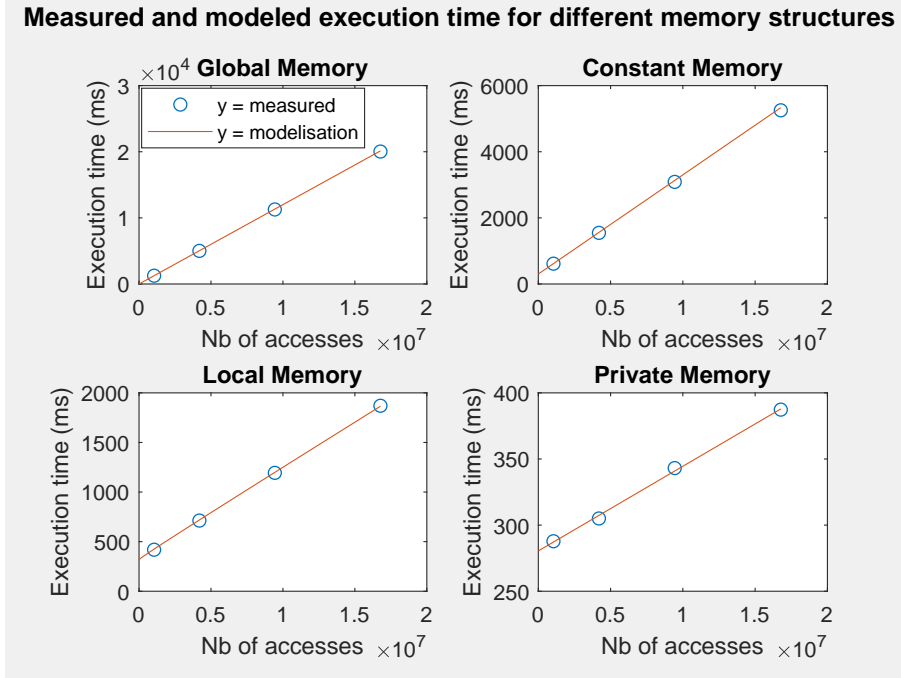 Measured and modeled execution time for different memory structures
×10^4 Global Memory
3
2
1
0
Execution time (ms)
y = measured
y = modelisation
0 0.5 1 1.5 2
Nb of accesses ×10^7
Constant Memory
6000
4000
2000
0
Execution time (ms)
0 0.5 1 1.5 2
Nb of accesses ×10^7
Local Memory
2000
1500
1000
500
0
Execution time (ms)
0 0.5 1 1.5 2
Nb of accesses ×10^7
Private Memory
400
350
300
250
Execution time (ms)
0 0.5 1 1.5 2
Nb of accesses ×10^7